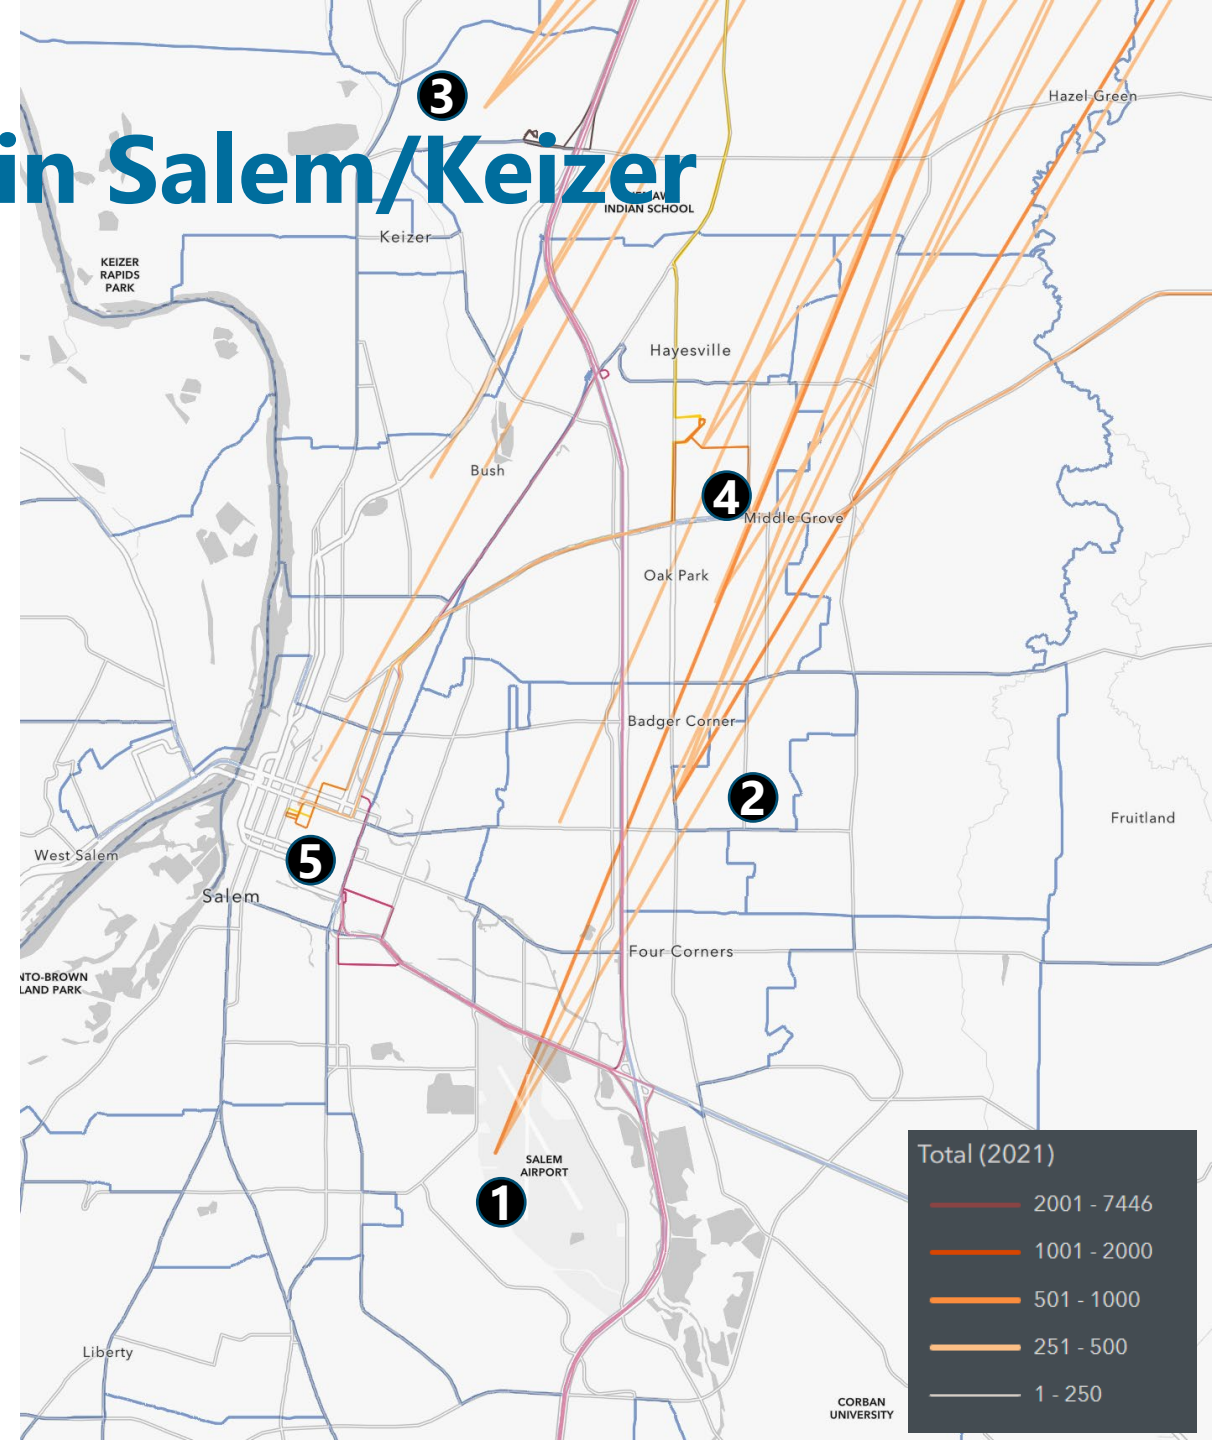 Hazel Green
3
in Salem/Keizer
INDIAN SCHOOL
Keizer
KEIZER
RAPIDS
PARK
Hayesville
Bush
4
Middle Grove
Oak Park
Badger Corner
2
Fruitland
West Salem
5
Salem
Four Corners
NTO-BROWN
LAND PARK
SALEM
AIRPORT
1
Total (2021)
2001 - 7446
1001 - 2000
501 - 1000
251 - 500
1 - 250
Liberty
CORBAN
UNIVERSITY